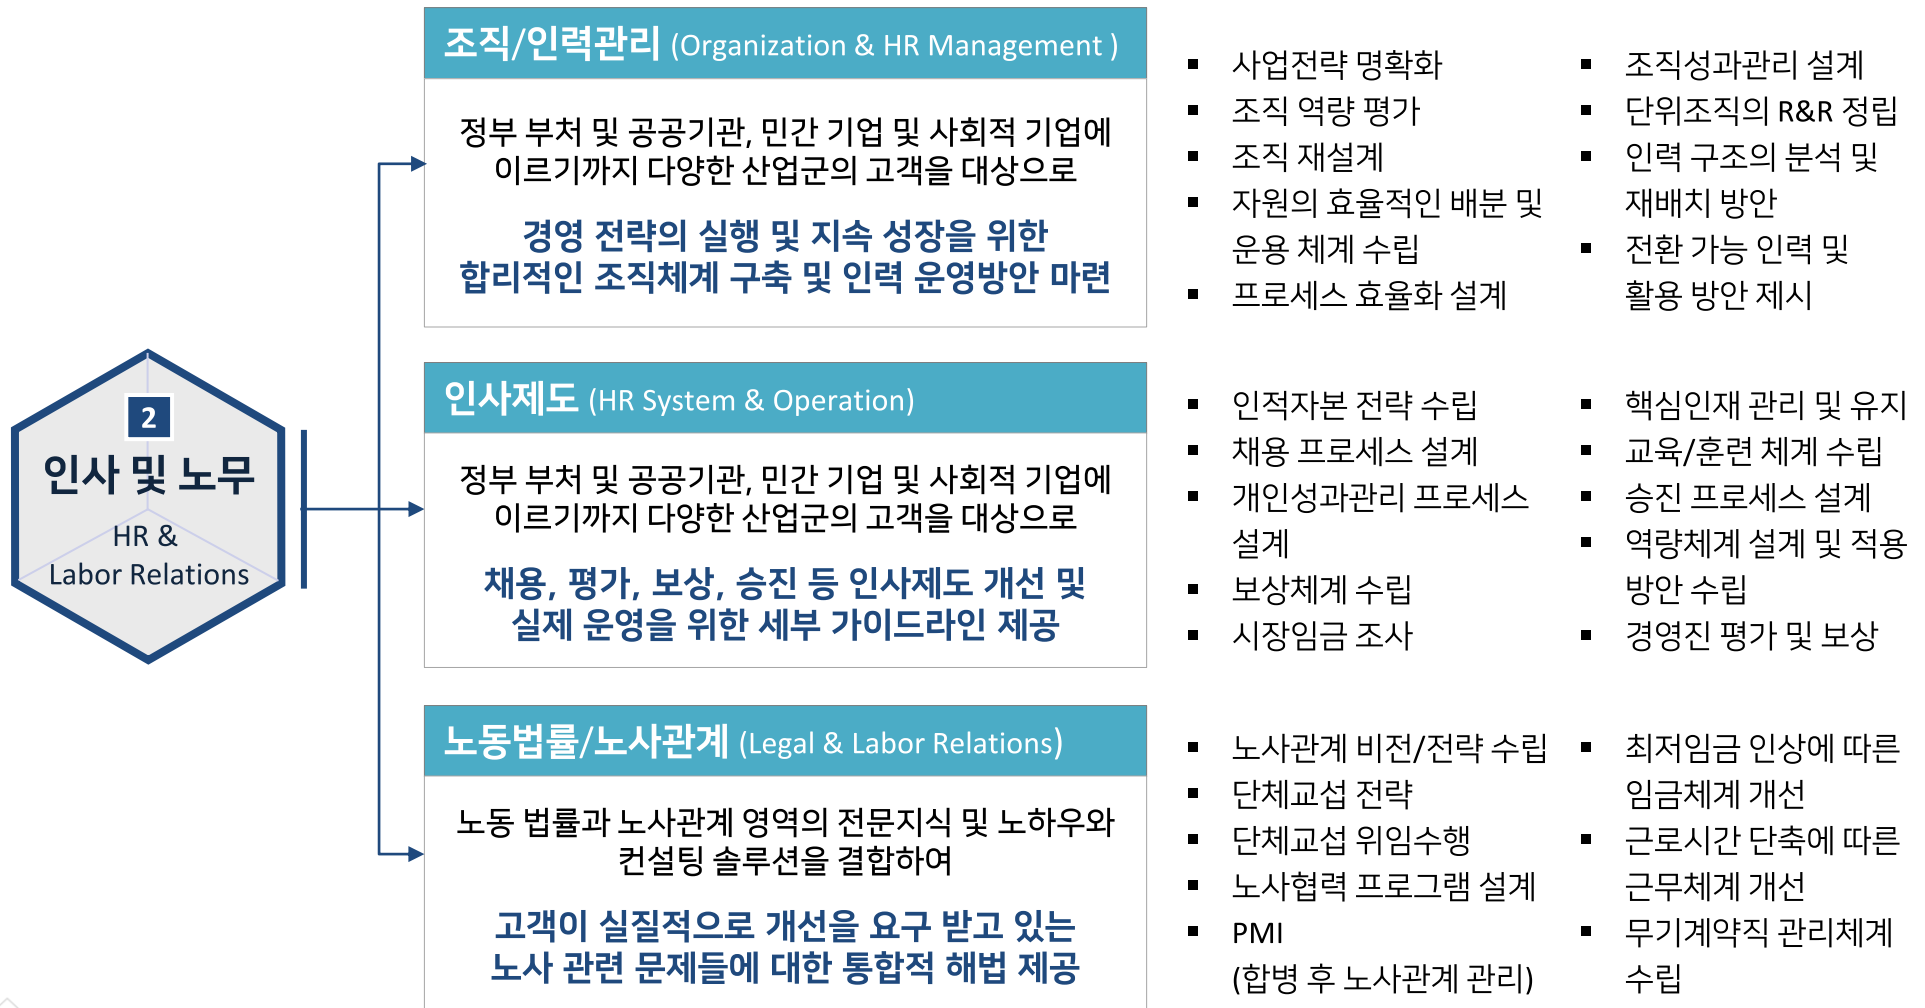 2
인사 및 노무
HR &
Labor Relations
조직/인력관리 (Organization & HR Management )
정부 부처 및 공공기관, 민간 기업 및 사회적 기업에
이르기까지 다양한 산업군의 고객을 대상으로
경영 전략의 실행 및 지속 성장을 위한
합리적인 조직체계 구축 및 인력 운영방안 마련
▪ 사업전략 명확화
▪ 조직 역량 평가
▪ 조직 재설계
▪ 자원의 효율적인 배분 및
운용 체계 수립
▪ 프로세스 효율화 설계
▪ 조직성과관리 설계
▪ 단위조직의 R&R 정립
▪ 인력 구조의 분석 및
재배치 방안
▪ 전환 가능 인력 및
활용 방안 제시
인사제도 (HR System & Operation)
정부 부처 및 공공기관, 민간 기업 및 사회적 기업에
이르기까지 다양한 산업군의 고객을 대상으로
채용, 평가, 보상, 승진 등 인사제도 개선 및
실제 운영을 위한 세부 가이드라인 제공
▪ 인적자본 전략 수립
▪ 채용 프로세스 설계
▪ 개인성과관리 프로세스
설계
▪ 보상체계 수립
▪ 시장임금 조사
▪ 핵심인재 관리 및 유지
▪ 교육/훈련 체계 수립
▪ 승진 프로세스 설계
▪ 역량체계 설계 및 적용
방안 수립
▪ 경영진 평가 및 보상
노동법률/노사관계 (Legal & Labor Relations)
노동 법률과 노사관계 영역의 전문지식 및 노하우와
컨설팅 솔루션을 결합하여
고객이 실질적으로 개선을 요구 받고 있는
노사 관련 문제들에 대한 통합적 해법 제공
▪ 노사관계 비전/전략 수립
▪ 단체교섭 전략
▪ 단체교섭 위임수행
▪ 노사협력 프로그램 설계
▪ PMI
(합병 후 노사관계 관리)
▪ 최저임금 인상에 따른
임금체계 개선
▪ 근로시간 단축에 따른
근무체계 개선
▪ 무기계약직 관리체계
수립